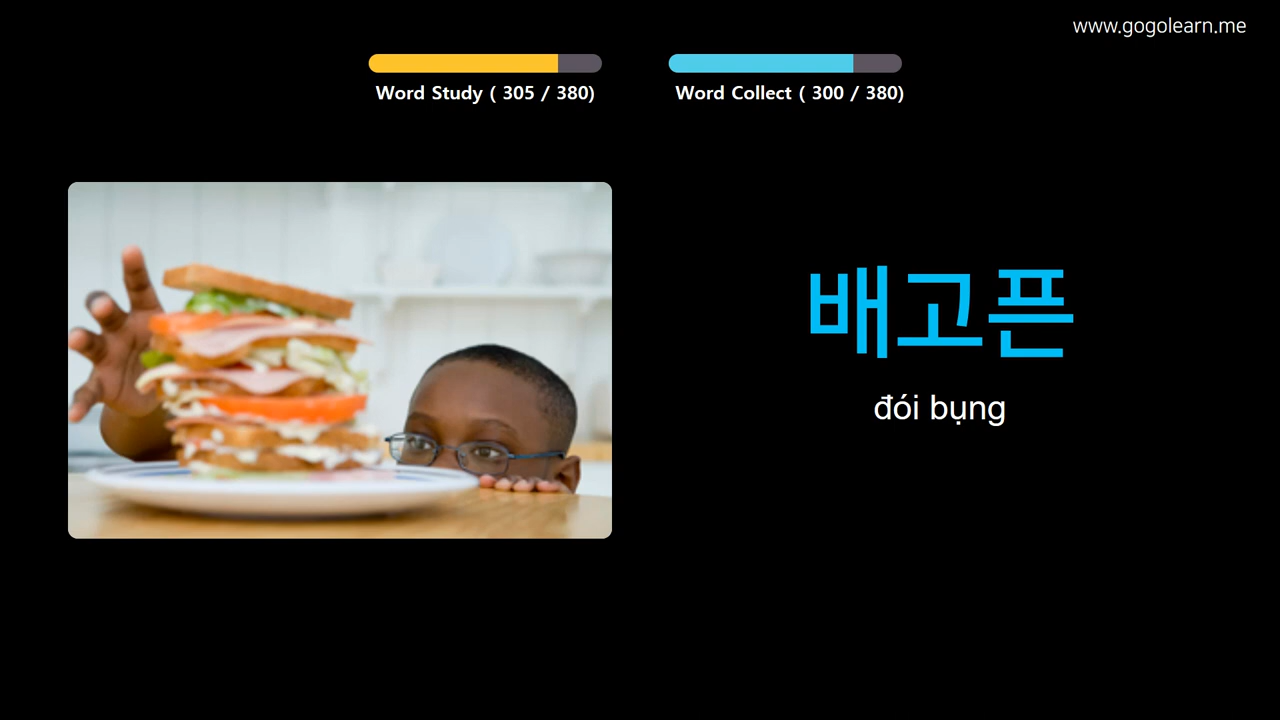 www.gogolearn.me
Word Study ( 305 / 380)
Word Collect ( 300 / 380)
배고픈
đói bụng